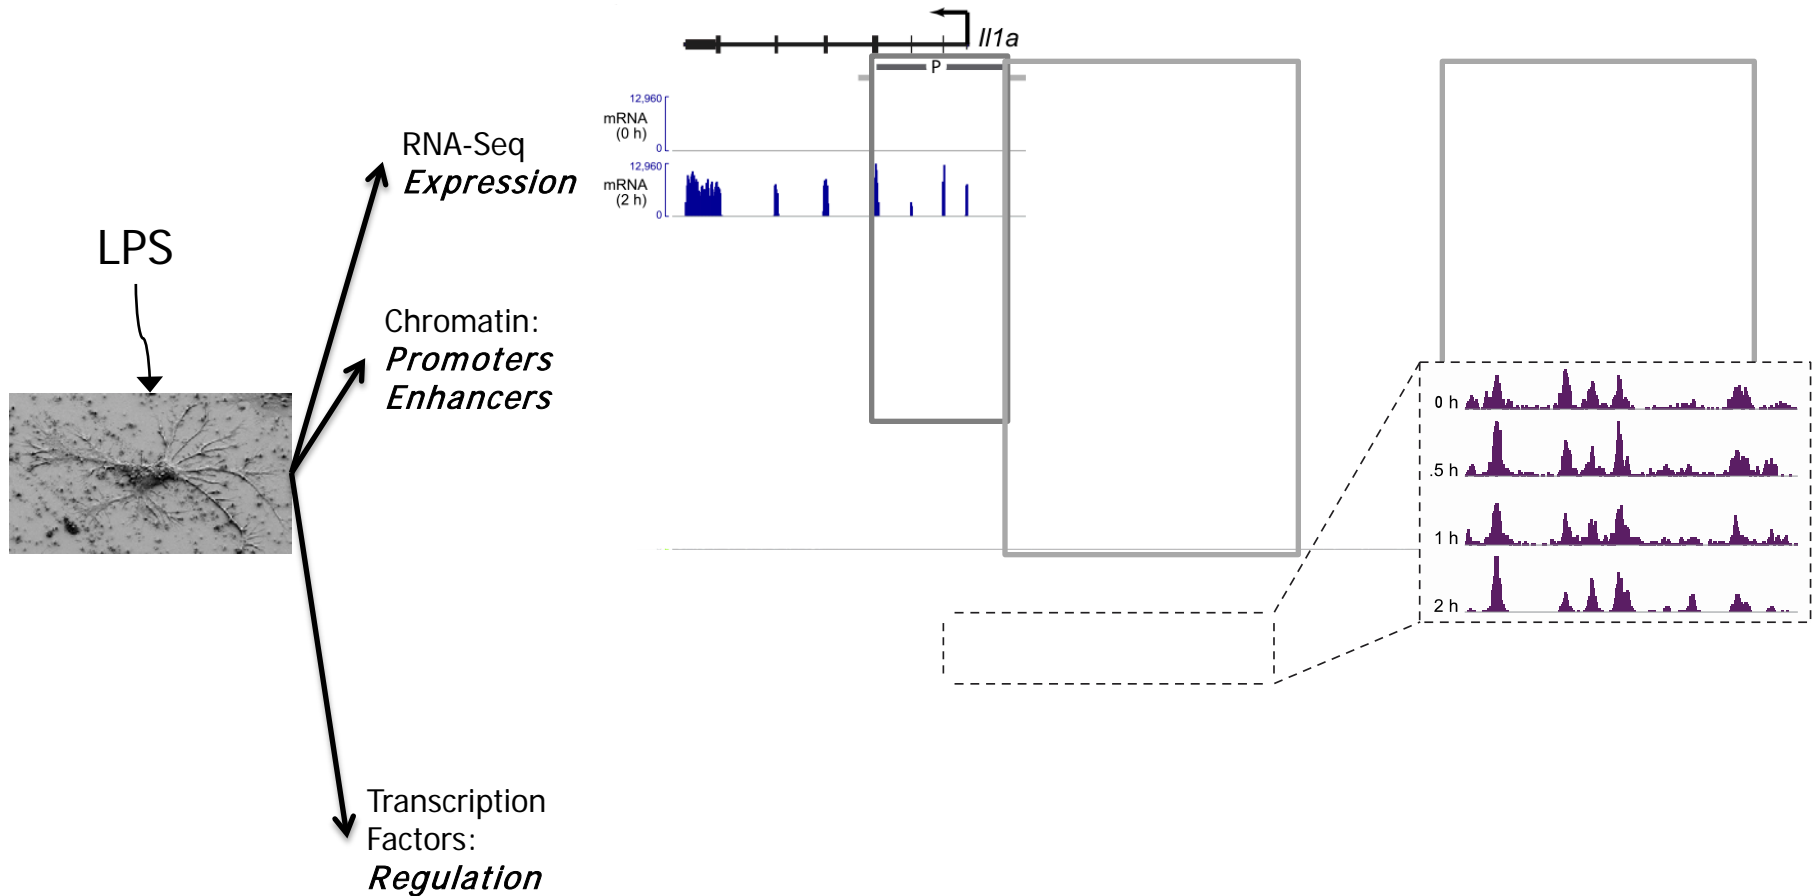 Il1a
P
12,960
mRNA
(0 h)
0
12,960
mRNA
(2 h)
0
RNA-Seq
Expression
LPS
Chromatin:
Promoters
Enhancers
0 h
.5 h
1 h
2 h
Transcription
Factors:
Regulation